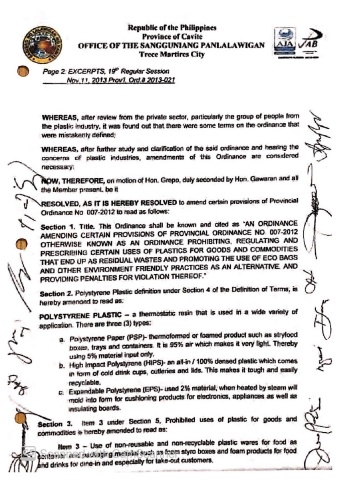 Republic of the Philippines
Province of Cavite
OFFICE OF THE SANGGUNIANG PANLALAWIGAN
Trece Martires City
AJA
JAB
Page 2: EXCERPTS, 19th Regular Session
Nov. 11, 2013 Provl. Ord.# 2013-021
WHEREAS, after review from the private sector, particularly the group of people from
the plastic industry, it was found out that there were some terms on the ordinance that
were mistakenly defined;
WHEREAS, after further study and clarification of the said ordinance and hearing the
concerns of plastic industries, amendments of this Ordinance are considered
necessary;
NOW, THEREFORE, on motion of Hon. Grepo, duly seconded by Hon. Gawaran and all
the Member present, be it
RESOLVED, AS IT IS HEREBY RESOLVED to amend certain provisions of Provincial
Ordinance No. 007-2012 to read as follows:
Section 1. Title. This Ordinance shall be known and cited as "AN ORDINANCE
AMENDING CERTAIN PROVISIONS OF PROVINCIAL ORDINANCE NO. 007-2012
OTHERWISE KNOWN AS AN ORDINANCE PROHIBITING, REGULATING AND
PRESCRIBING CERTAIN USES OF PLASTICS FOR GOODS AND COMMODITIES
THAT END UP AS RESIDUAL WASTES AND PROMOTING THE USE OF ECO BAGS
AND OTHER ENVIRONMENT FRIENDLY PRACTICES AS AN ALTERNATIVE, AND
PROVIDING PENALTIES FOR VIOLATION THEREOF."
Section 2. Polystyrene Plastic definition under Section 4 of the Definition of Terms, is
hereby amended to read as:
POLYSTYRENE PLASTIC – a thermostatic resin that is used in a wide variety of
application. There are three (3) types:
a. Polystyrene Paper (PSP)- thermoformed or foamed product such as stryfoed
boxes, trays and containers. It is 95% air which makes it very light. Thereby
using 5% material input only.
b. High impact Polystyrene (HIPS)- an all-in / 100% densed plastic which comes
in form of cold drink cups, cutleries and lids. This makes it tough and easily
recyclable.
c. Expandable Polystyrene (EPS)- used 2% material, when heated by steam will
mold into form for cushioning products for electronics, appliances as well as
insulating boards.
Section 3. Item 3 under Section 5, Prohibited uses of plastic for goods and
commodities is hereby amended to read as:
Item 3 – Use of non-reusable and non-recyclable plastic wares for food as
container and packaging material such as foam styro boxes and foam products for food
and drinks for dine-in and especially for take-out customers.